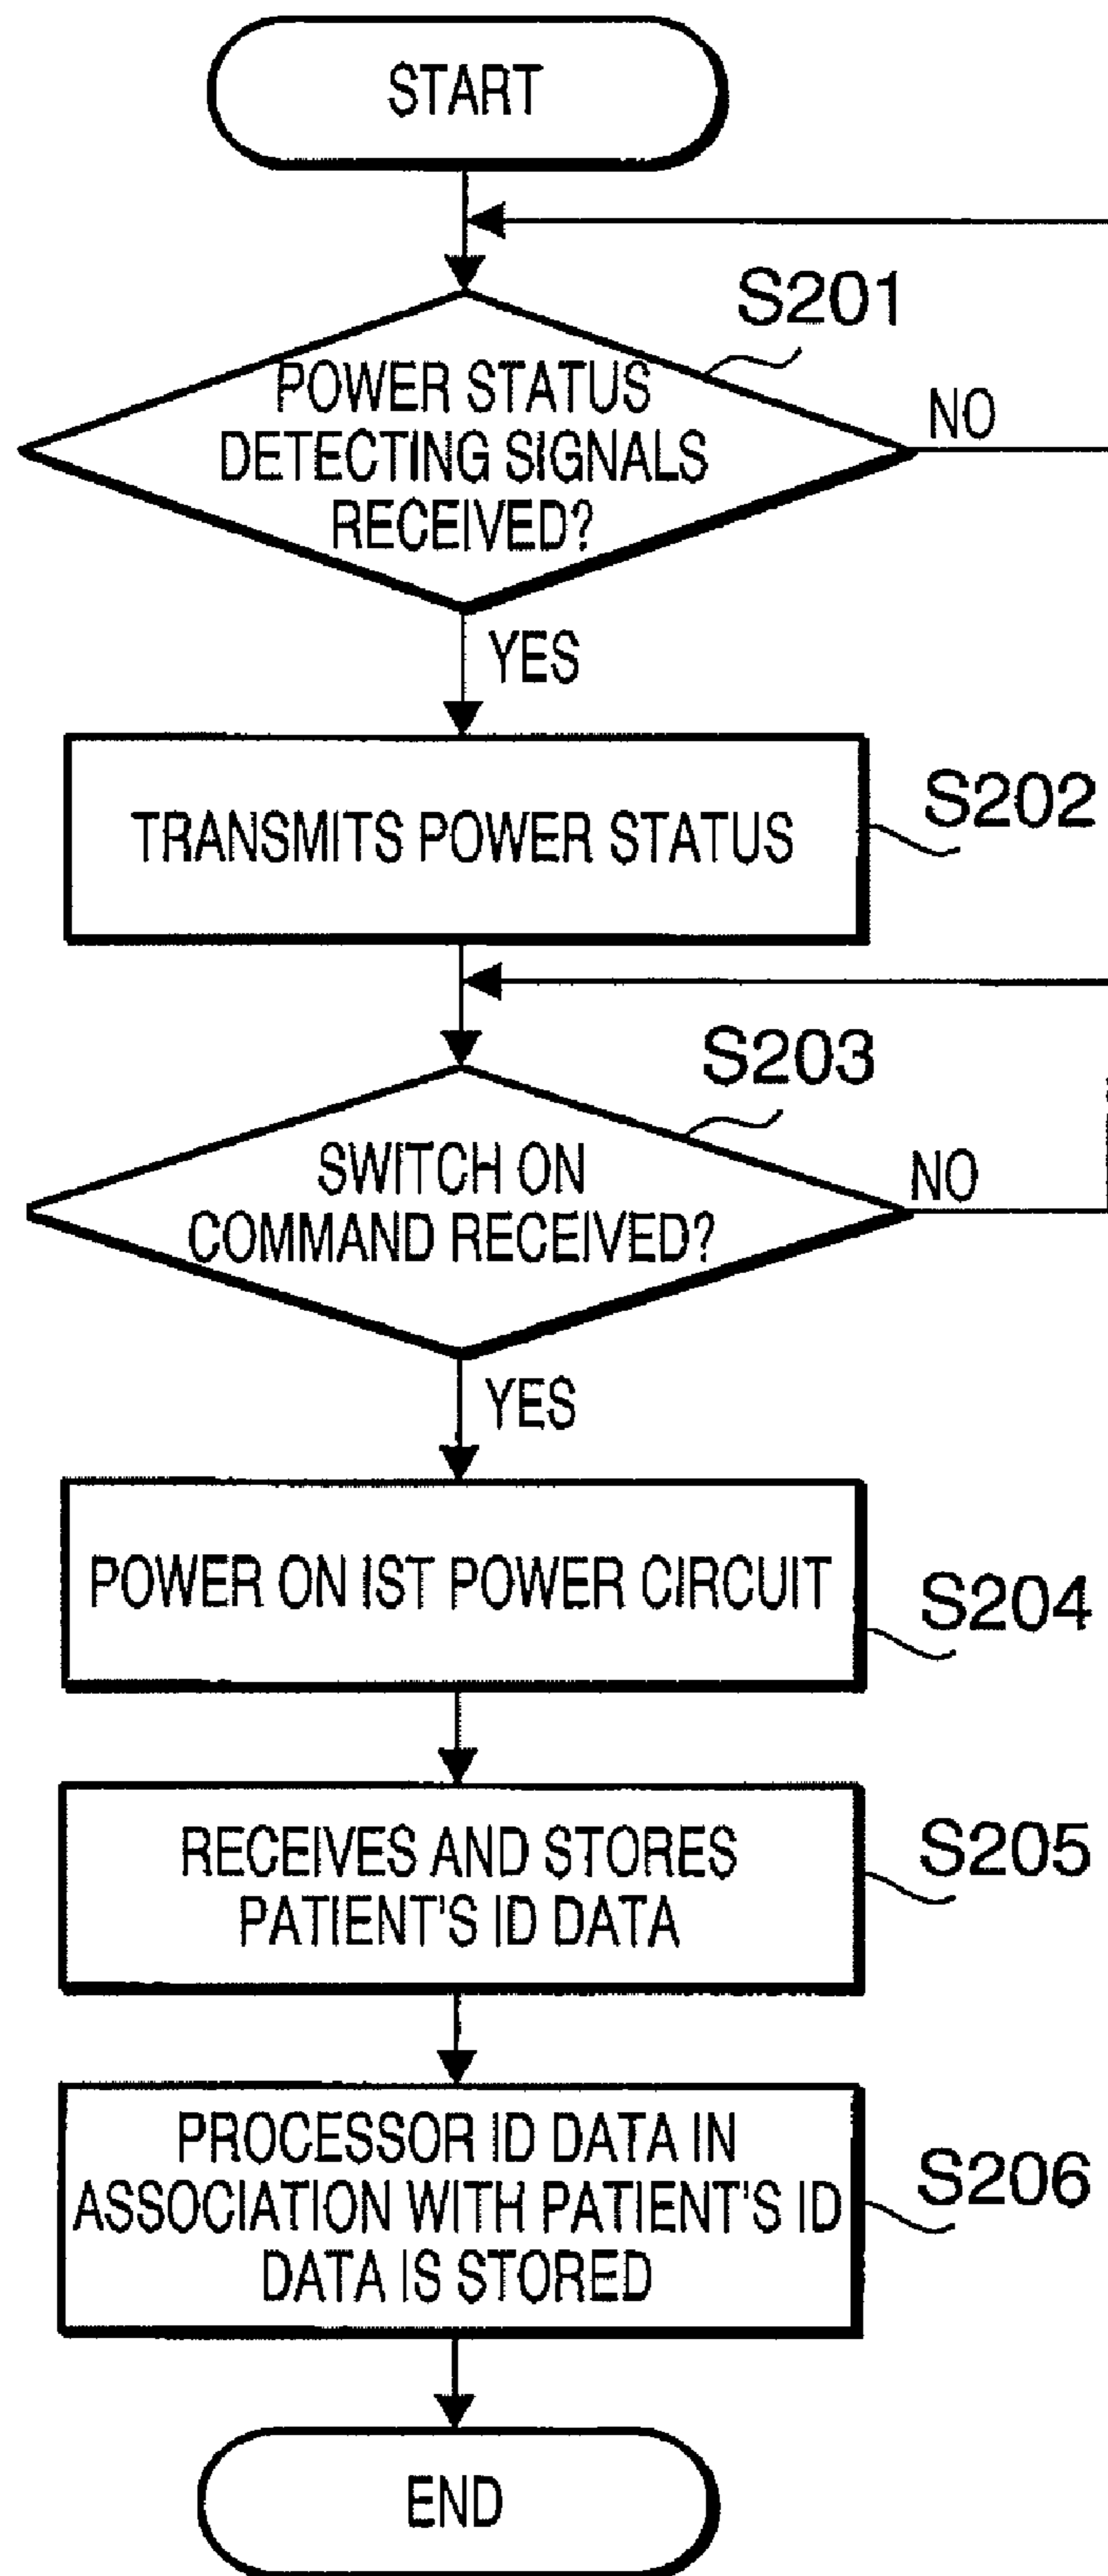 START
S201
POWER STATUS
DETECTING SIGNALS
RECEIVED?
NO
YES
TRANSMITS POWER STATUS
S202
S203
SWITCH ON
COMMAND RECEIVED?
NO
YES
POWER ON IST POWER CIRCUIT
S204
RECEIVES AND STORES
PATIENT'S ID DATA
S205
PROCESSOR ID DATA IN
ASSOCIATION WITH PATIENT'S ID
DATA IS STORED
S206
END